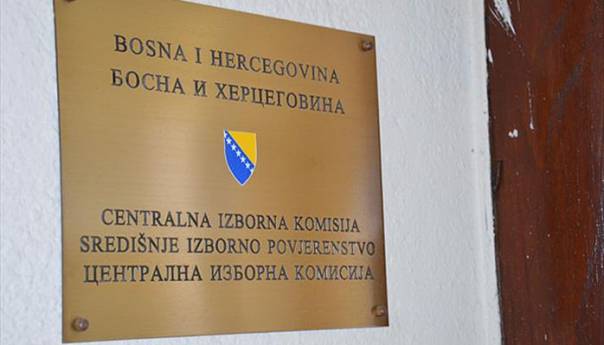 BOSNA I HERCEGOVINA
БОСНА И ХЕРЦЕГОВИНА
CENTRALNA IZBORNA KOMISIJA
SREDIŠNJE IZBORNO POVJERENSTVO
ЦЕНТРАЛНА ИЗБОРНА КОМИСИЈА